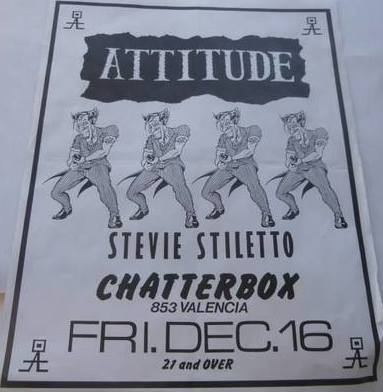 ATTITUDE
STEVIE STILETTO
CHATTERBOX
853 VALENCIA
FRI. DEC. 16
21 and OVER